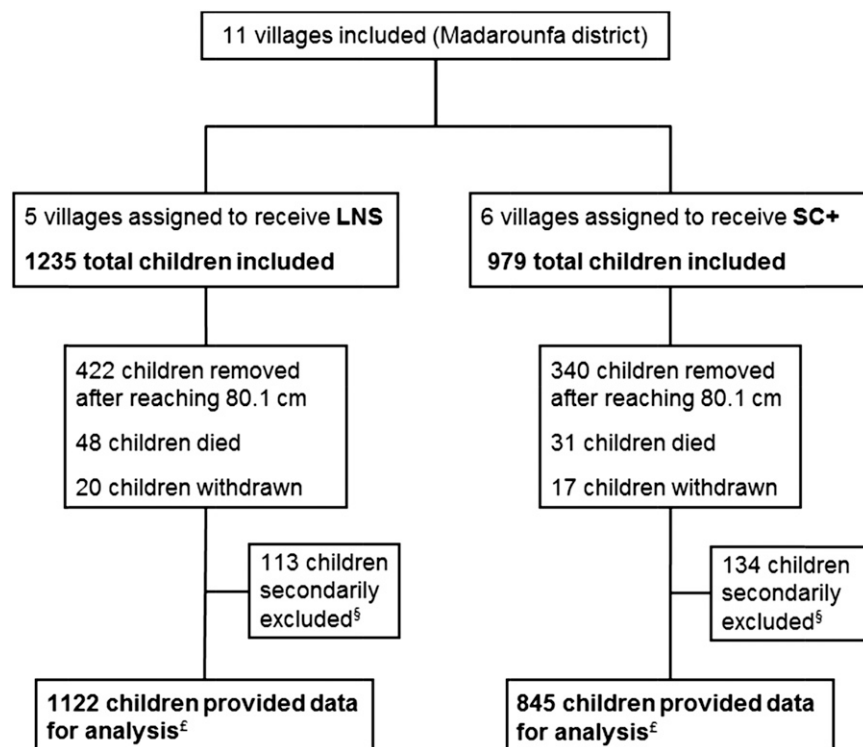 11 villages included (Madarounfa district)
5 villages assigned to receive LNS
1235 total children included
6 villages assigned to receive SC+
979 total children included
422 children removed
after reaching 80.1 cm
48 children died
20 children withdrawn
340 children removed
after reaching 80.1 cm
31 children died
17 children withdrawn
113 children
secondarily
excluded§
134 children
secondarily
excluded§
1122 children provided data
for analysis£
845 children provided data
for analysis£